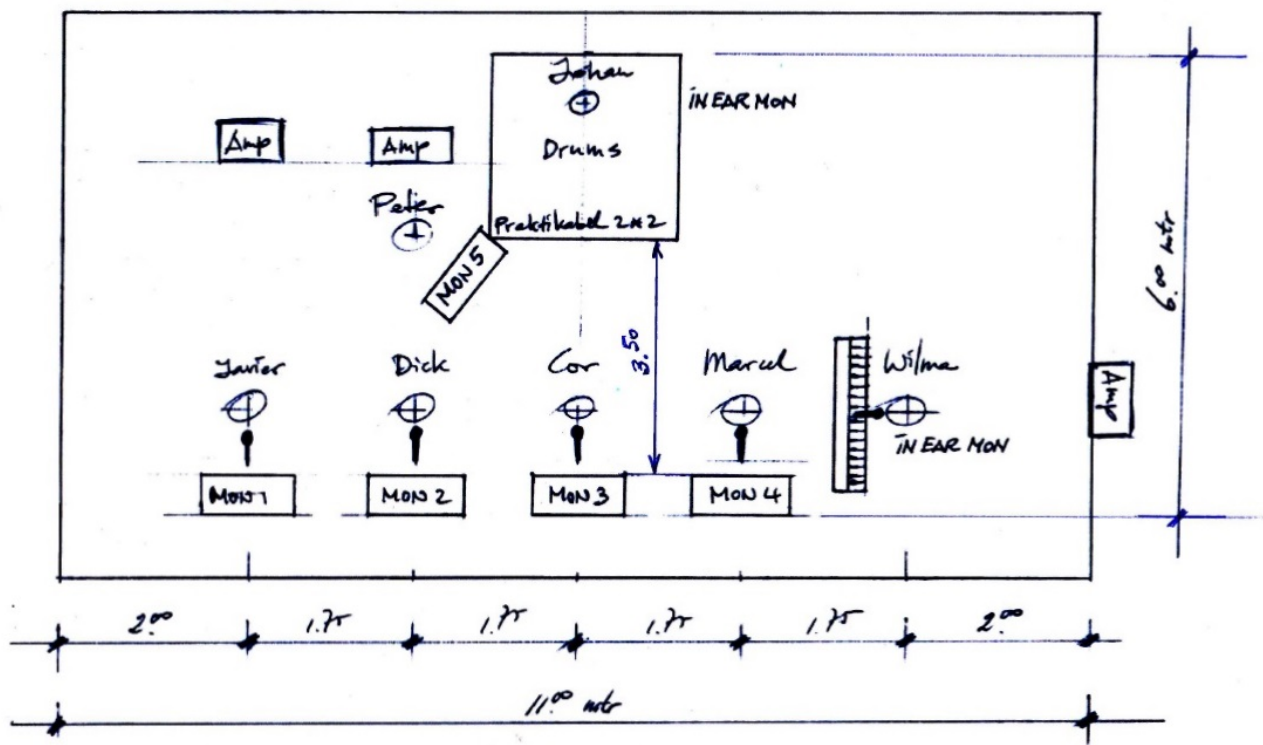 Johan
IN EAR MON
Amp
Amp
Drums
Peter
Praktikabel 2x2
MON 5
6.00 mtr
3.50
Javier
Dick
Cor
Marcel
Wilma
Amp
IN EAR MON
MON 1
MON 2
MON 3
MON 4
2.00
1.75
1.75
1.75
1.75
2.00
11.00 mtr